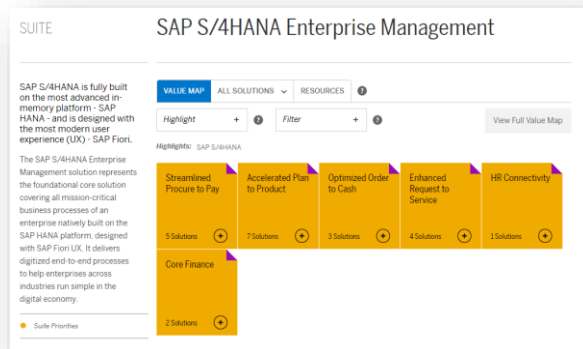 SUITE
SAP S/4HANA Enterprise Management
SAP S/4HANA is fully built
on the most advanced in-
memory platform - SAP
HANA - and is designed with
the most modern user
experience (UX) - SAP Fiori.
The SAP S/4HANA Enterprise
Management solution represents
the foundational core solution
covering all mission-critical
business processes of an
enterprise natively built on the
SAP HANA platform, designed
with SAP Fiori UX. It delivers
digitized end-to-end processes
to help enterprises across
industries run simple in the
digital economy.
Suite Priorities
VALUE MAP ALL SOLUTIONS RESOURCES ?
Highlight + ? Filter + ? View Full Value Map
Highlights: SAP S/4HANA
Streamlined
Procure to Pay
5 Solutions +
Accelerated Plan
to Product
7 Solutions +
Optimized Order
to Cash
3 Solutions +
Enhanced
Request to
Service
4 Solutions +
HR Connectivity
1 Solutions +
Core Finance
2 Solutions +